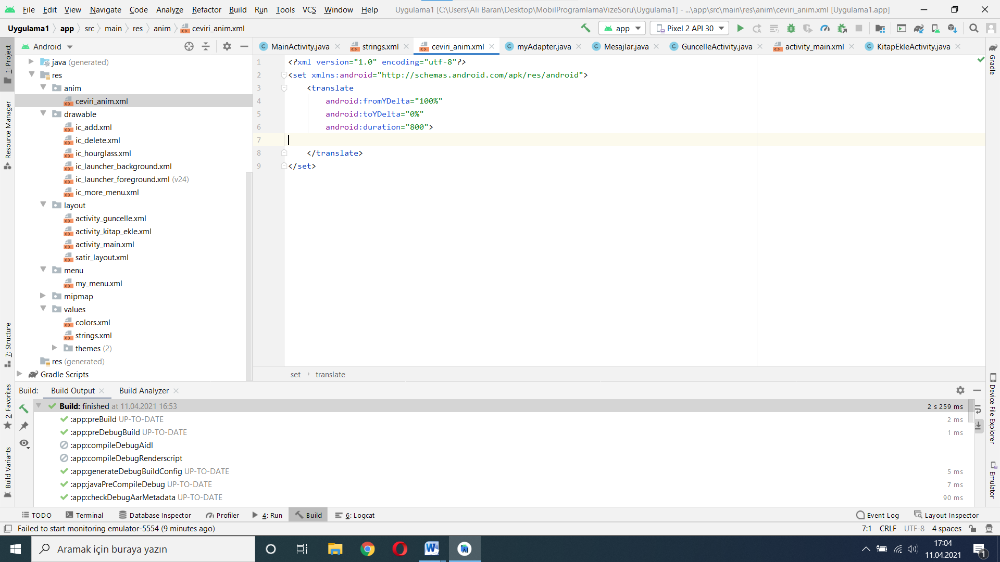 File Edit View Navigate Code Analyze Refactor Build Run Tools VCS Window Help Uygulama1 [C:\Users\Ali Baran\Desktop\MobilProgramlamaVizeSoru\Uygulama1] - ...\app\src\main\res\anim\ceviri_anim.xml [Uygulama1.app]
Uygulama1 app src main res anim ceviri_anim.xml app Pixel 2 API 30
Android MainActivity.java strings.xml ceviri_anim.xml myAdapter.java Mesajlar.java GuncelleActivity.java activity_main.xml KitapEkleActivity.java
1: Project
Resource Manager
7: Structure
2: Favorites
Build Variants
java (generated)
res
anim
ceviri_anim.xml
drawable
ic_add.xml
ic_delete.xml
ic_hourglass.xml
ic_launcher_background.xml
ic_launcher_foreground.xml (v24)
ic_more_menu.xml
layout
activity_guncelle.xml
activity_kitap_ekle.xml
activity_main.xml
satir_layout.xml
menu
my_menu.xml
mipmap
values
colors.xml
strings.xml
themes (2)
res (generated)
Gradle Scripts
1 <?xml version="1.0" encoding="utf-8"?>
2 <set xmlns:android="http://schemas.android.com/apk/res/android">
3 <translate
4 android:fromYDelta="100%"
5 android:toYDelta="0%"
6 android:duration="800">
7
8 </translate>
9 </set>
set translate
Gradle
Device File Explorer
Emulator
Build: Build Output Build Analyzer
Build: finished at 11.04.2021 16:53 2 s 259 ms
:app:preBuild UP-TO-DATE 2 ms
:app:preDebugBuild UP-TO-DATE 1 ms
:app:compileDebugAidl
:app:compileDebugRenderscript
:app:generateDebugBuildConfig UP-TO-DATE 5 ms
:app:javaPreCompileDebug UP-TO-DATE 7 ms
:app:checkDebugAarMetadata UP-TO-DATE 90 ms
TODO Terminal Database Inspector Profiler 4: Run Build 6: Logcat Event Log Layout Inspector
Failed to start monitoring emulator-5554 (9 minutes ago) 7:1 CRLF UTF-8 4 spaces
Aramak için buraya yazın
17:04
11.04.2021
1